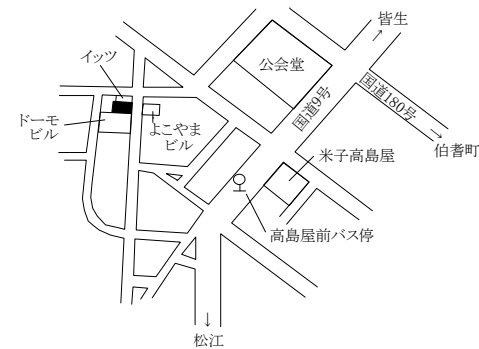 皆生
イッツ
公会堂
国道9号
国道180号
ドーモ
ビル
よこやま
ビル
伯耆町
米子高島屋
高島屋前バス停
松江